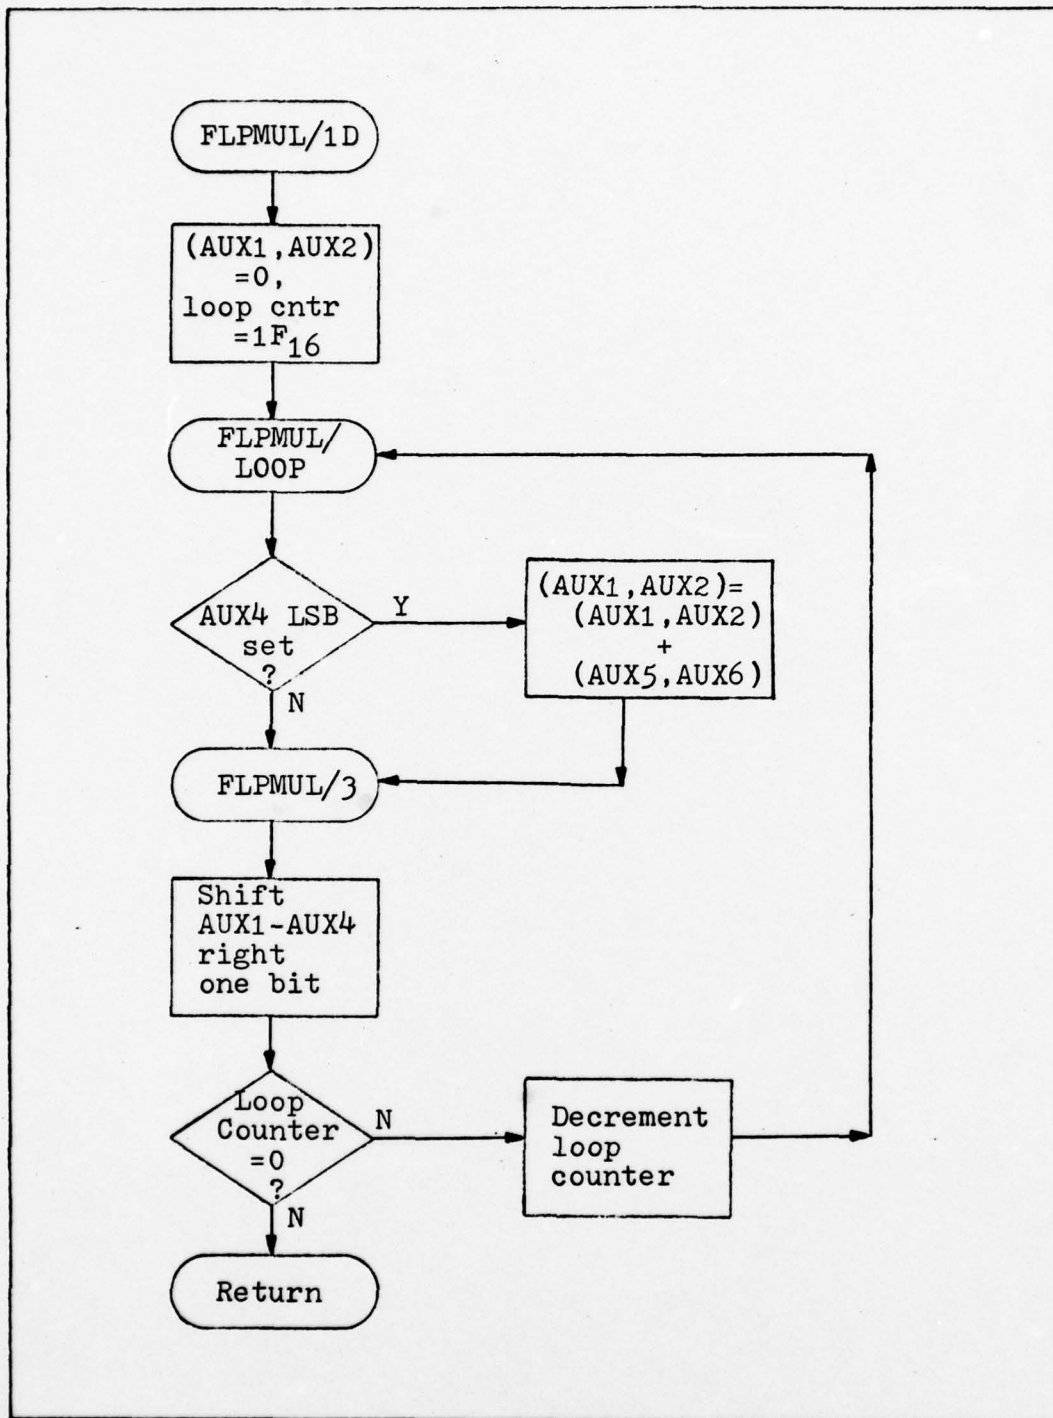 FLPMUL/1D
(AUX1,AUX2)
=0,
loop cntr
=1F16
FLPMUL/
LOOP
AUX4 LSB
set
?
Y
N
(AUX1,AUX2)=
(AUX1,AUX2)
+
(AUX5,AUX6)
FLPMUL/3
Shift
AUX1-AUX4
right
one bit
Loop
Counter
=0
?
N
N
Decrement
loop
counter
Return